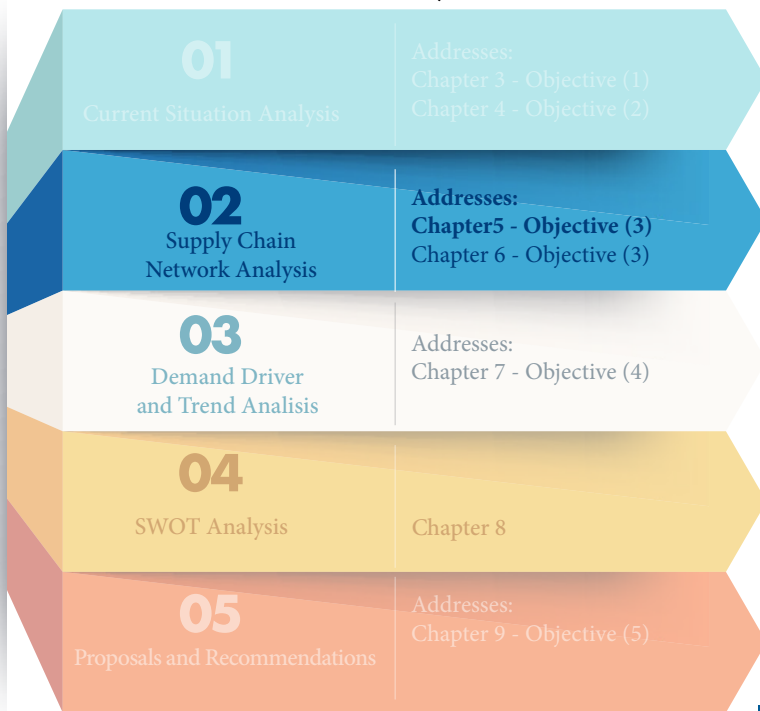 01
Current Situation Analysis
Addresses:
Chapter 3 - Objective (1)
Chapter 4 - Objective (2)
02
Supply Chain
Network Analysis
Addresses:
Chapter5 - Objective (3)
Chapter 6 - Objective (3)
03
Demand Driver
and Trend Analisis
Addresses:
Chapter 7 - Objective (4)
04
SWOT Analysis
Chapter 8
05
Proposals and Recommendations
Addresses:
Chapter 9 - Objective (5)